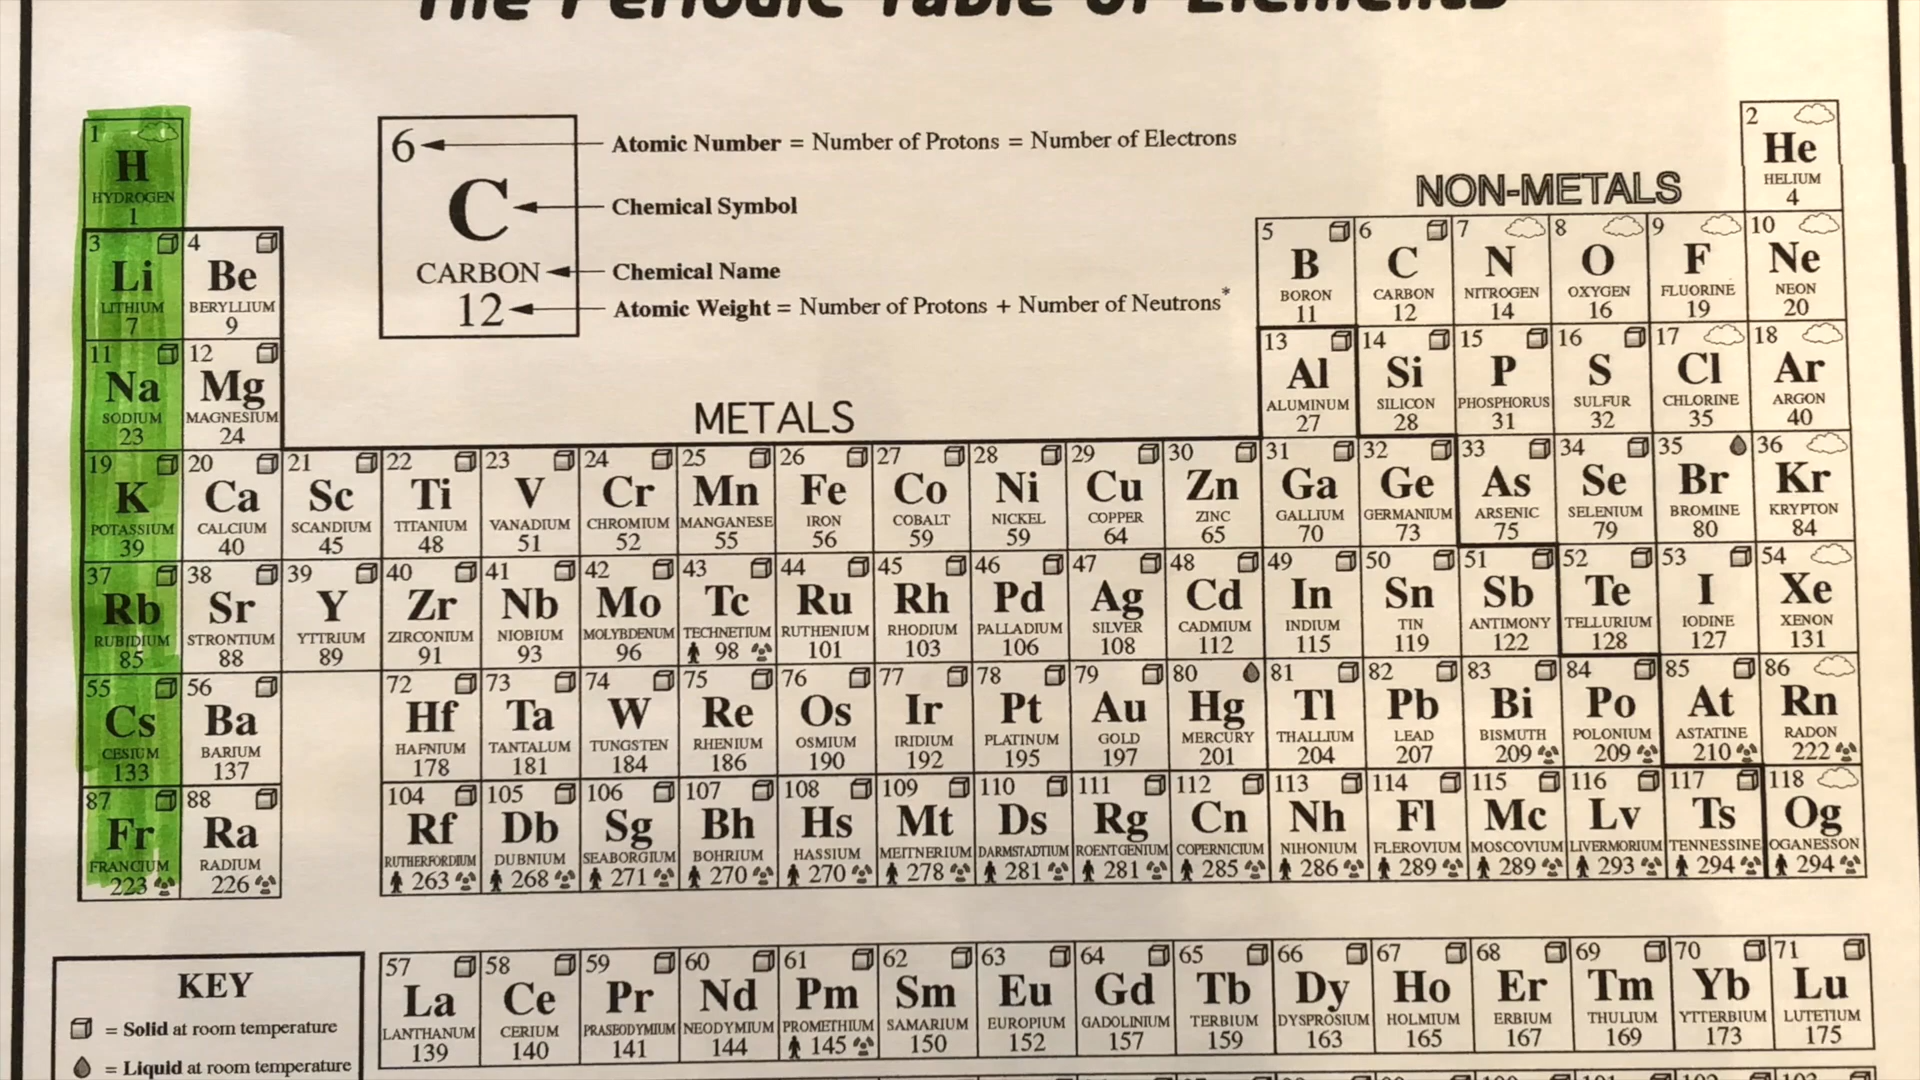 The Periodic Table of Elements
1 2
H He
HYDROGEN HELIUM
1 4
6 Atomic Number = Number of Protons = Number of Electrons
C Chemical Symbol
CARBON Chemical Name
12 Atomic Weight = Number of Protons + Number of Neutrons*
NON-METALS
METALS
3 4 5 6 7 8 9 10
Li Be B C N O F Ne
LITHIUM BERYLLIUM BORON CARBON NITROGEN OXYGEN FLUORINE NEON
7 9 11 12 14 16 19 20
11 12 13 14 15 16 17 18
Na Mg Al Si P S Cl Ar
SODIUM MAGNESIUM ALUMINUM SILICON PHOSPHORUS SULFUR CHLORINE ARGON
23 24 27 28 31 32 35 40
19 20 21 22 23 24 25 26 27 28 29 30 31 32 33 34 35 36
K Ca Sc Ti V Cr Mn Fe Co Ni Cu Zn Ga Ge As Se Br Kr
POTASSIUM CALCIUM SCANDIUM TITANIUM VANADIUM CHROMIUM MANGANESE IRON COBALT NICKEL COPPER ZINC GALLIUM GERMANIUM ARSENIC SELENIUM BROMINE KRYPTON
39 40 45 48 51 52 55 56 59 59 64 65 70 73 75 79 80 84
37 38 39 40 41 42 43 44 45 46 47 48 49 50 51 52 53 54
Rb Sr Y Zr Nb Mo Tc Ru Rh Pd Ag Cd In Sn Sb Te I Xe
RUBIDIUM STRONTIUM YTTRIUM ZIRCONIUM NIOBIUM MOLYBDENUM TECHNETIUM RUTHENIUM RHODIUM PALLADIUM SILVER CADMIUM INDIUM TIN ANTIMONY TELLURIUM IODINE XENON
85 88 89 91 93 96 98 101 103 106 108 112 115 119 122 128 127 131
55 56 72 73 74 75 76 77 78 79 80 81 82 83 84 85 86
Cs Ba Hf Ta W Re Os Ir Pt Au Hg Tl Pb Bi Po At Rn
CESIUM BARIUM HAFNIUM TANTALUM TUNGSTEN RHENIUM OSMIUM IRIDIUM PLATINUM GOLD MERCURY THALLIUM LEAD BISMUTH POLONIUM ASTATINE RADON
133 137 178 181 184 186 190 192 195 197 201 204 207 209 209 210 222
87 88 104 105 106 107 108 109 110 111 112 113 114 115 116 117 118
Fr Ra Rf Db Sg Bh Hs Mt Ds Rg Cn Nh Fl Mc Lv Ts Og
FRANCIUM RADIUM RUTHERFORDIUM DUBNIUM SEABORGIUM BOHRIUM HASSIUM MEITNERIUM DARMSTADTIUM ROENTGENIUM COPERNICIUM NIHONIUM FLEROVIUM MOSCOVIUM LIVERMORIUM TENNESSINE OGANESSON
223 226 263 268 271 270 270 278 281 281 285 286 289 289 293 294 294
57 58 59 60 61 62 63 64 65 66 67 68 69 70 71
La Ce Pr Nd Pm Sm Eu Gd Tb Dy Ho Er Tm Yb Lu
LANTHANUM CERIUM PRASEODYMIUM NEODYMIUM PROMETHIUM SAMARIUM EUROPIUM GADOLINIUM TERBIUM DYSPROSIUM HOLMIUM ERBIUM THULIUM YTTERBIUM LUTETIUM
139 140 141 144 145 150 152 157 159 163 165 167 169 173 175
KEY
= Solid at room temperature
= Liquid at room temperature